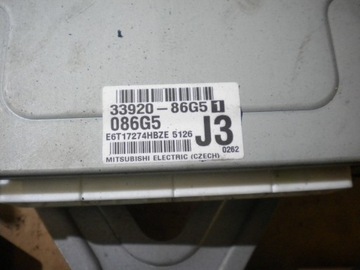 33920-86G5 1
086G5
E6T17274HBZE 5126
J3
0262
MITSUBISHI ELECTRIC (CZECH)